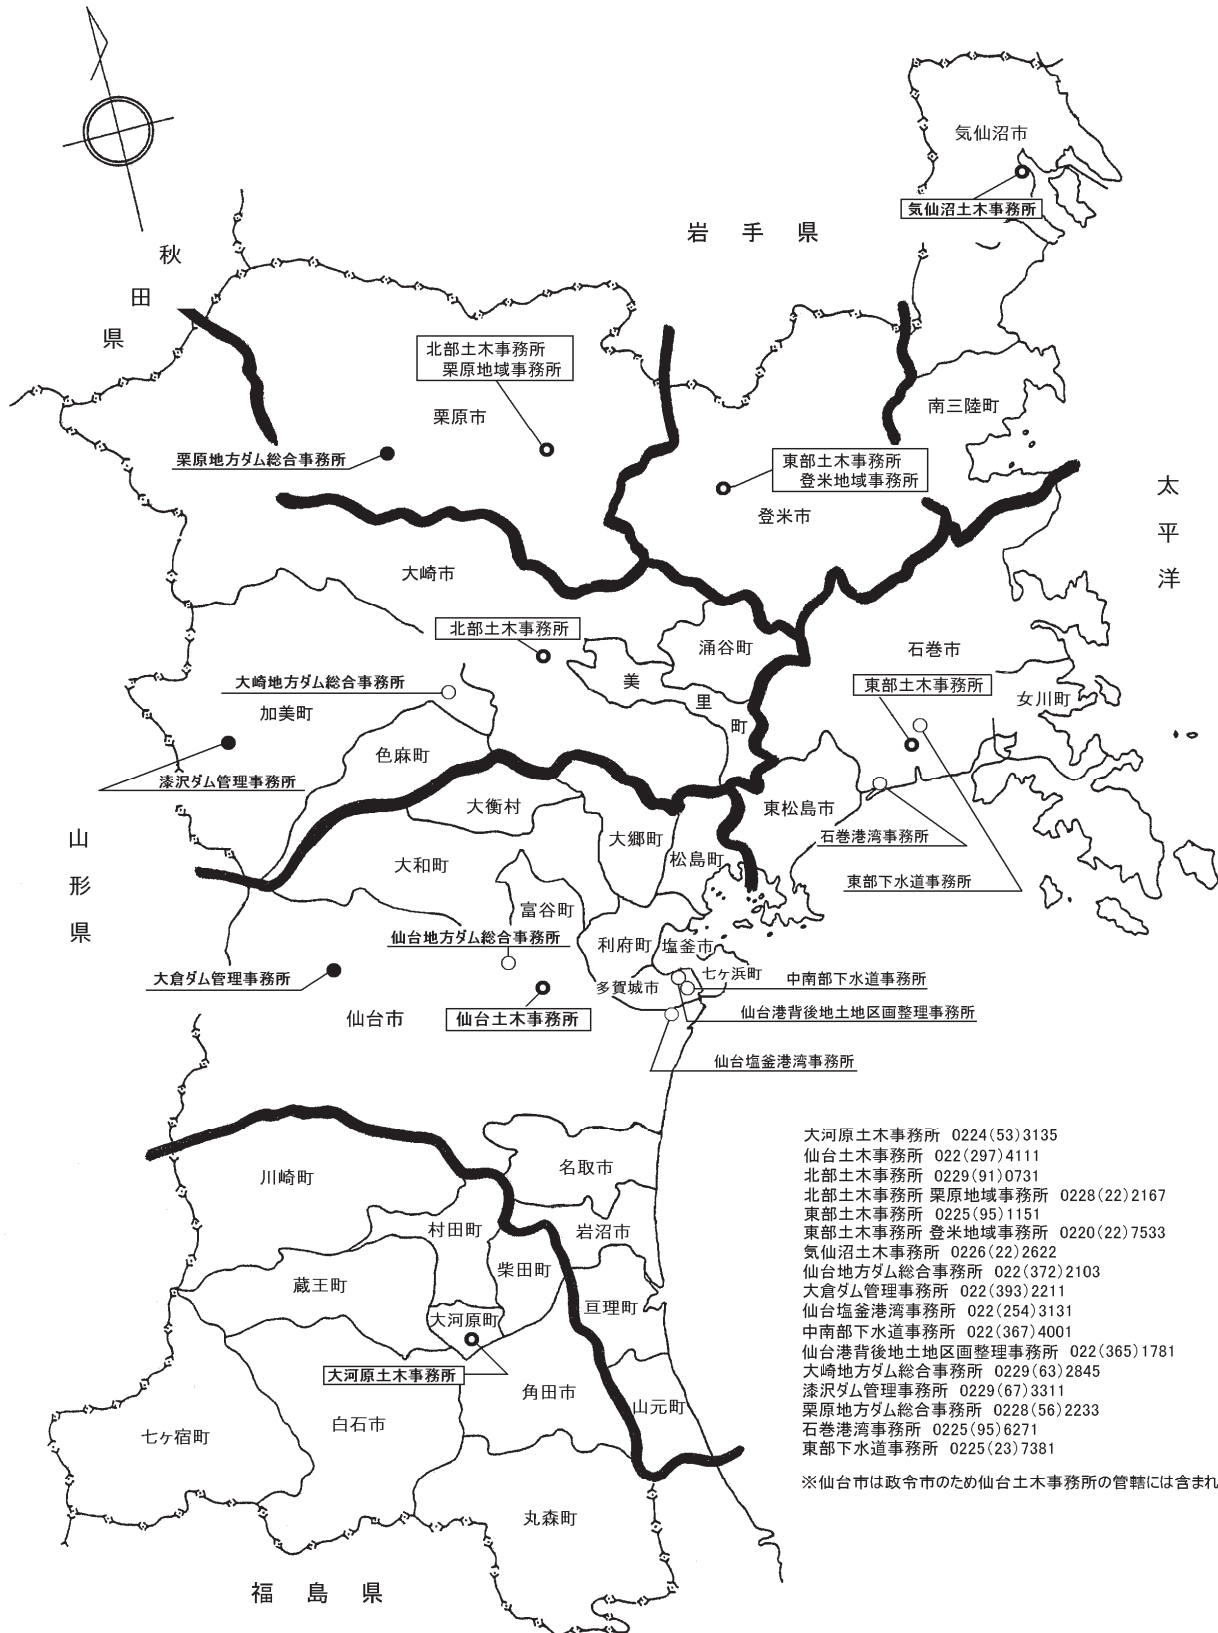 気仙沼市
気仙沼土木事務所
岩手県
秋田県
北部土木事務所
栗原地域事務所
南三陸町
栗原市
栗原地方ダム総合事務所
東部土木事務所
登米地域事務所
太平洋
登米市
大崎市
北部土木事務所
涌谷町
石巻市
美里町
東部土木事務所
大崎地方ダム総合事務所
女川町
加美町
色麻町
漆沢ダム管理事務所
大衡村
東松島市
山形県
大郷町
石巻港湾事務所
松島町
大和町
東部下水道事務所
富谷町
仙台地方ダム総合事務所
利府町
塩釜市
七ヶ浜町
大倉ダム管理事務所
多賀城市
中南部下水道事務所
仙台市
仙台土木事務所
仙台港背後地土地区画整理事務所
仙台塩釜港湾事務所
川崎町
名取市
村田町
岩沼市
柴田町
蔵王町
亘理町
大河原町
大河原土木事務所
角田市
山元町
白石市
七ヶ宿町
丸森町
福島県
大河原土木事務所 0224(53)3135
仙台土木事務所 022(297)4111
北部土木事務所 0229(91)0731
北部土木事務所 栗原地域事務所 0228(22)2167
東部土木事務所 0225(95)1151
東部土木事務所 登米地域事務所 0220(22)7533
気仙沼土木事務所 0226(22)2622
仙台地方ダム総合事務所 022(372)2103
大倉ダム管理事務所 022(393)2211
仙台塩釜港湾事務所 022(254)3131
中南部下水道事務所 022(367)4001
仙台港背後地土地区画整理事務所 022(365)1781
大崎地方ダム総合事務所 0229(63)2845
漆沢ダム管理事務所 0229(67)3311
栗原地方ダム総合事務所 0228(56)2233
石巻港湾事務所 0225(95)6271
東部下水道事務所 0225(23)7381
※仙台市は政令市のため仙台土木事務所の管轄には含まれ